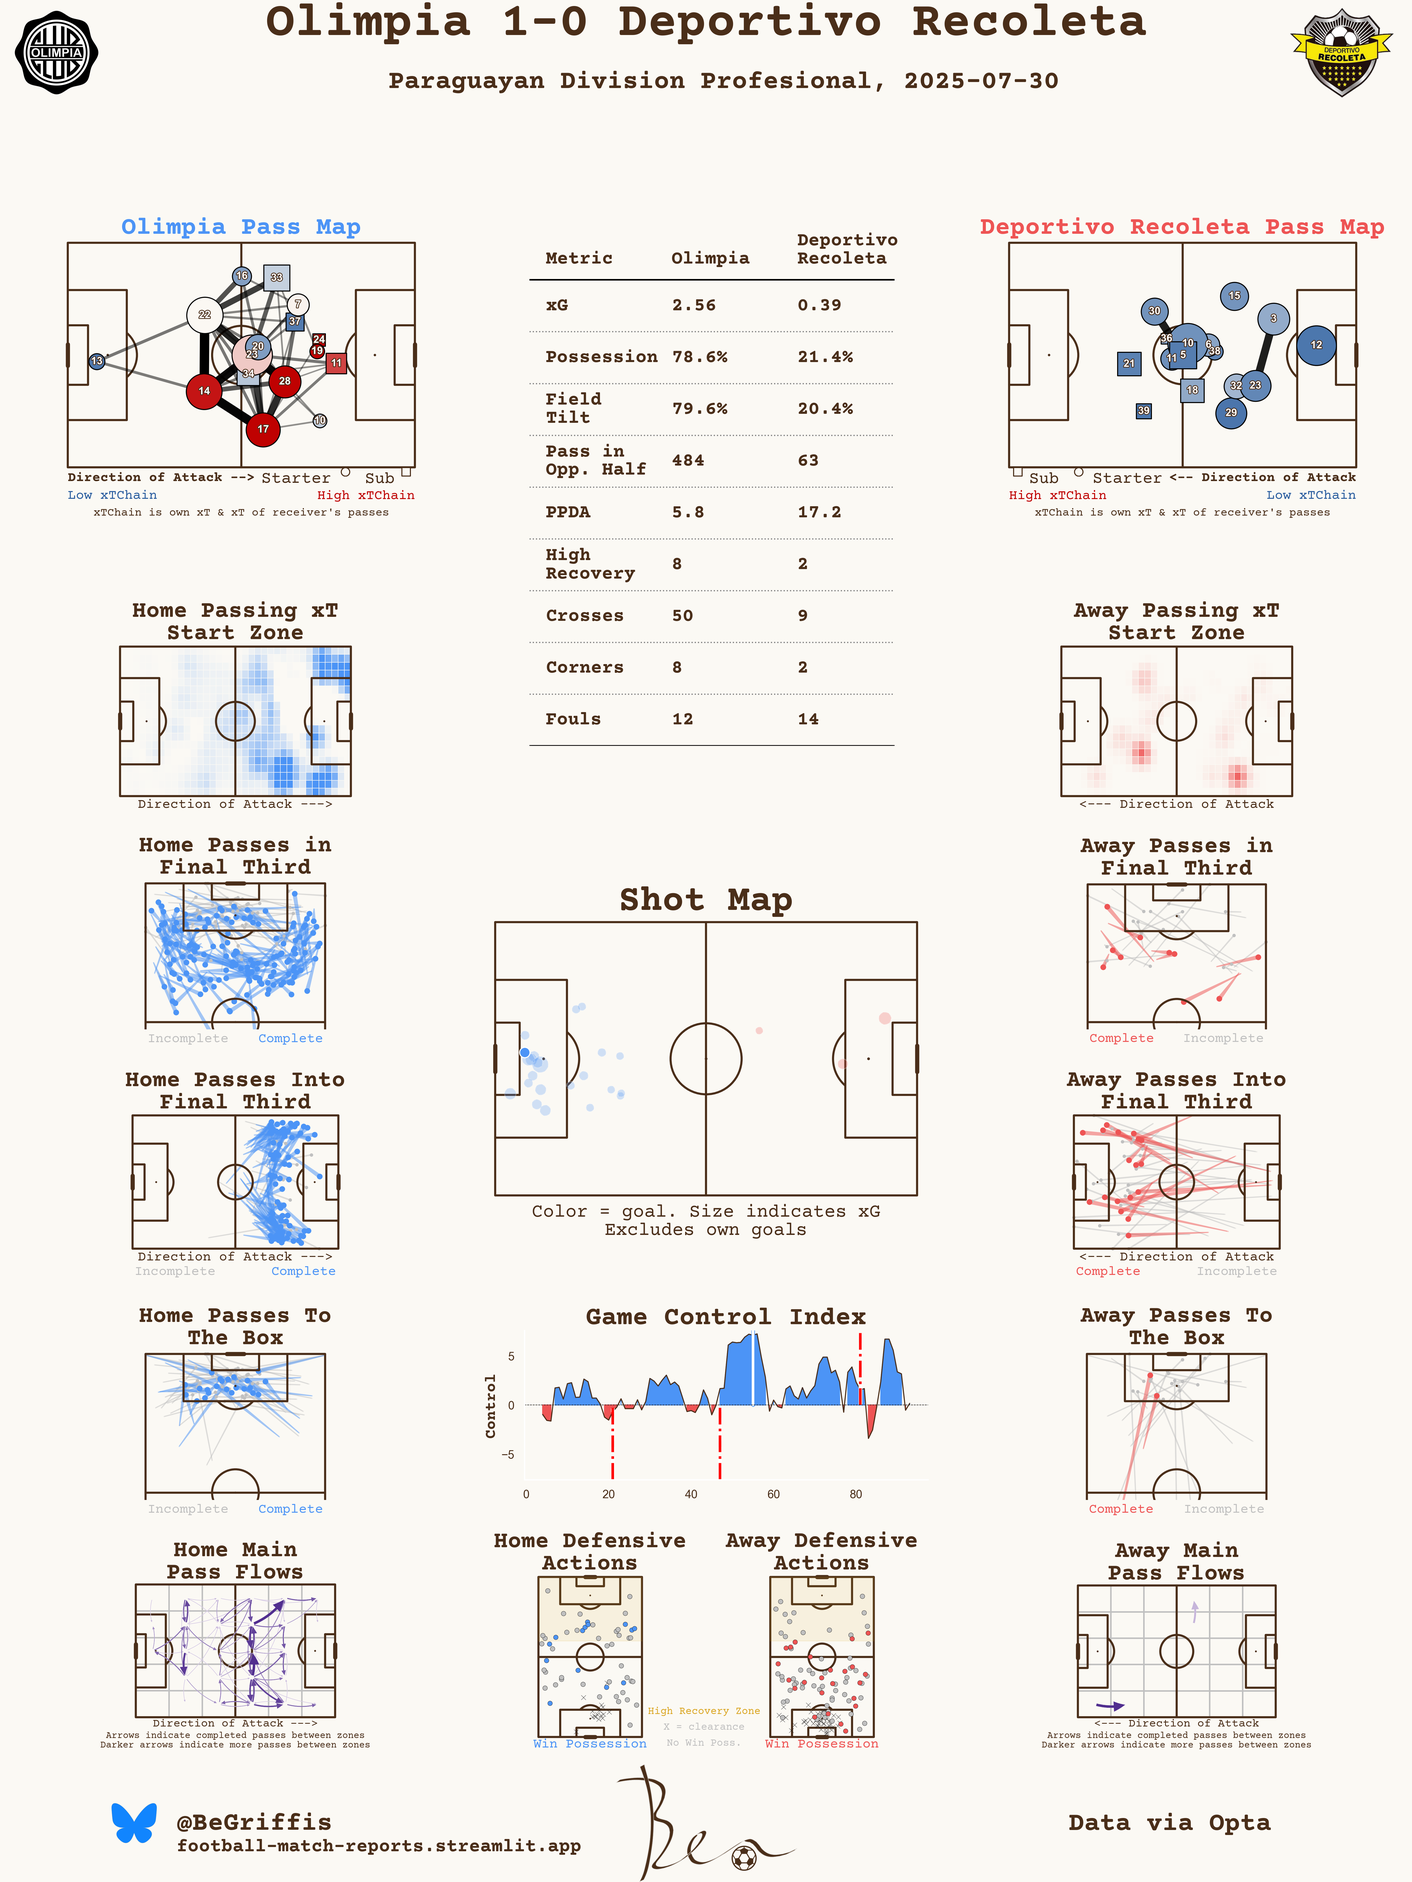 Olimpia 1-0 Deportivo Recoleta
OLIMPIA
DEPORTIVO
RECOLETA
Paraguayan Division Profesional, 2025-07-30
Olimpia Pass Map
16
33
7
22
37
20
23
24
19
11
13
34
28
14
10
17
Direction of Attack --> Starter Sub
Low xTChain High xTChain
xTChain is own xT & xT of receiver's passes
Metric Olimpia Deportivo
Recoleta
xG 2.56 0.39
Possession 78.6% 21.4%
Field
Tilt 79.6% 20.4%
Pass in
Opp. Half 484 63
PPDA 5.8 17.2
High
Recovery 8 2
Crosses 50 9
Corners 8 2
Fouls 12 14
Deportivo Recoleta Pass Map
15
30
3
36
10
6
38
12
11
5
21
18
32
23
39
29
Sub Starter <-- Direction of Attack
High xTChain Low xTChain
xTChain is own xT & xT of receiver's passes
Home Passing xT
Start Zone
Direction of Attack --->
Away Passing xT
Start Zone
<--- Direction of Attack
Home Passes in
Final Third
Incomplete Complete
Shot Map
Color = goal. Size indicates xG
Excludes own goals
Away Passes in
Final Third
Complete Incomplete
Home Passes Into
Final Third
Direction of Attack --->
Incomplete Complete
Away Passes Into
Final Third
<--- Direction of Attack
Complete Incomplete
Home Passes To
The Box
Incomplete Complete
Game Control Index
Control
5
0
−5
0 20 40 60 80
Away Passes To
The Box
Complete Incomplete
Home Main
Pass Flows
Direction of Attack --->
Arrows indicate completed passes between zones
Darker arrows indicate more passes between zones
Home Defensive
Actions
Win Possession
Away Defensive
Actions
Win Possession
High Recovery Zone
X = clearance
No Win Poss.
Away Main
Pass Flows
<--- Direction of Attack
Arrows indicate completed passes between zones
Darker arrows indicate more passes between zones
@BeGriffis
football-match-reports.streamlit.app
Ben
Data via Opta